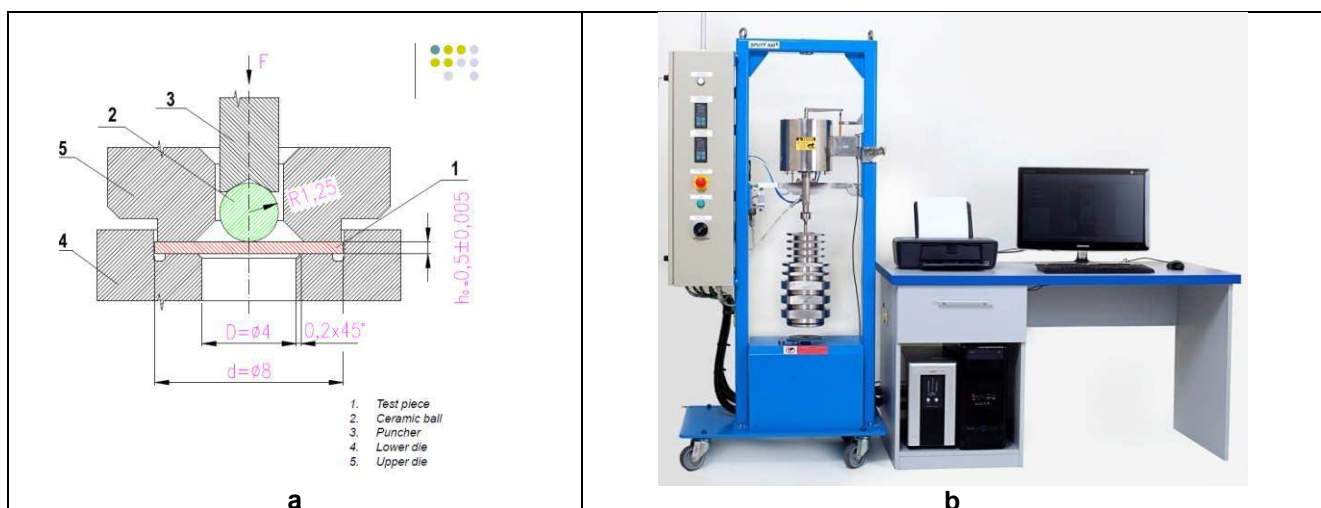 F
3
2
5
1
R1,25
4
h₀=0,5±0,005
D=ø4
0,2x45°
d=ø8
1. Test piece
2. Ceramic ball
3. Puncher
4. Lower die
5. Upper die
a
b